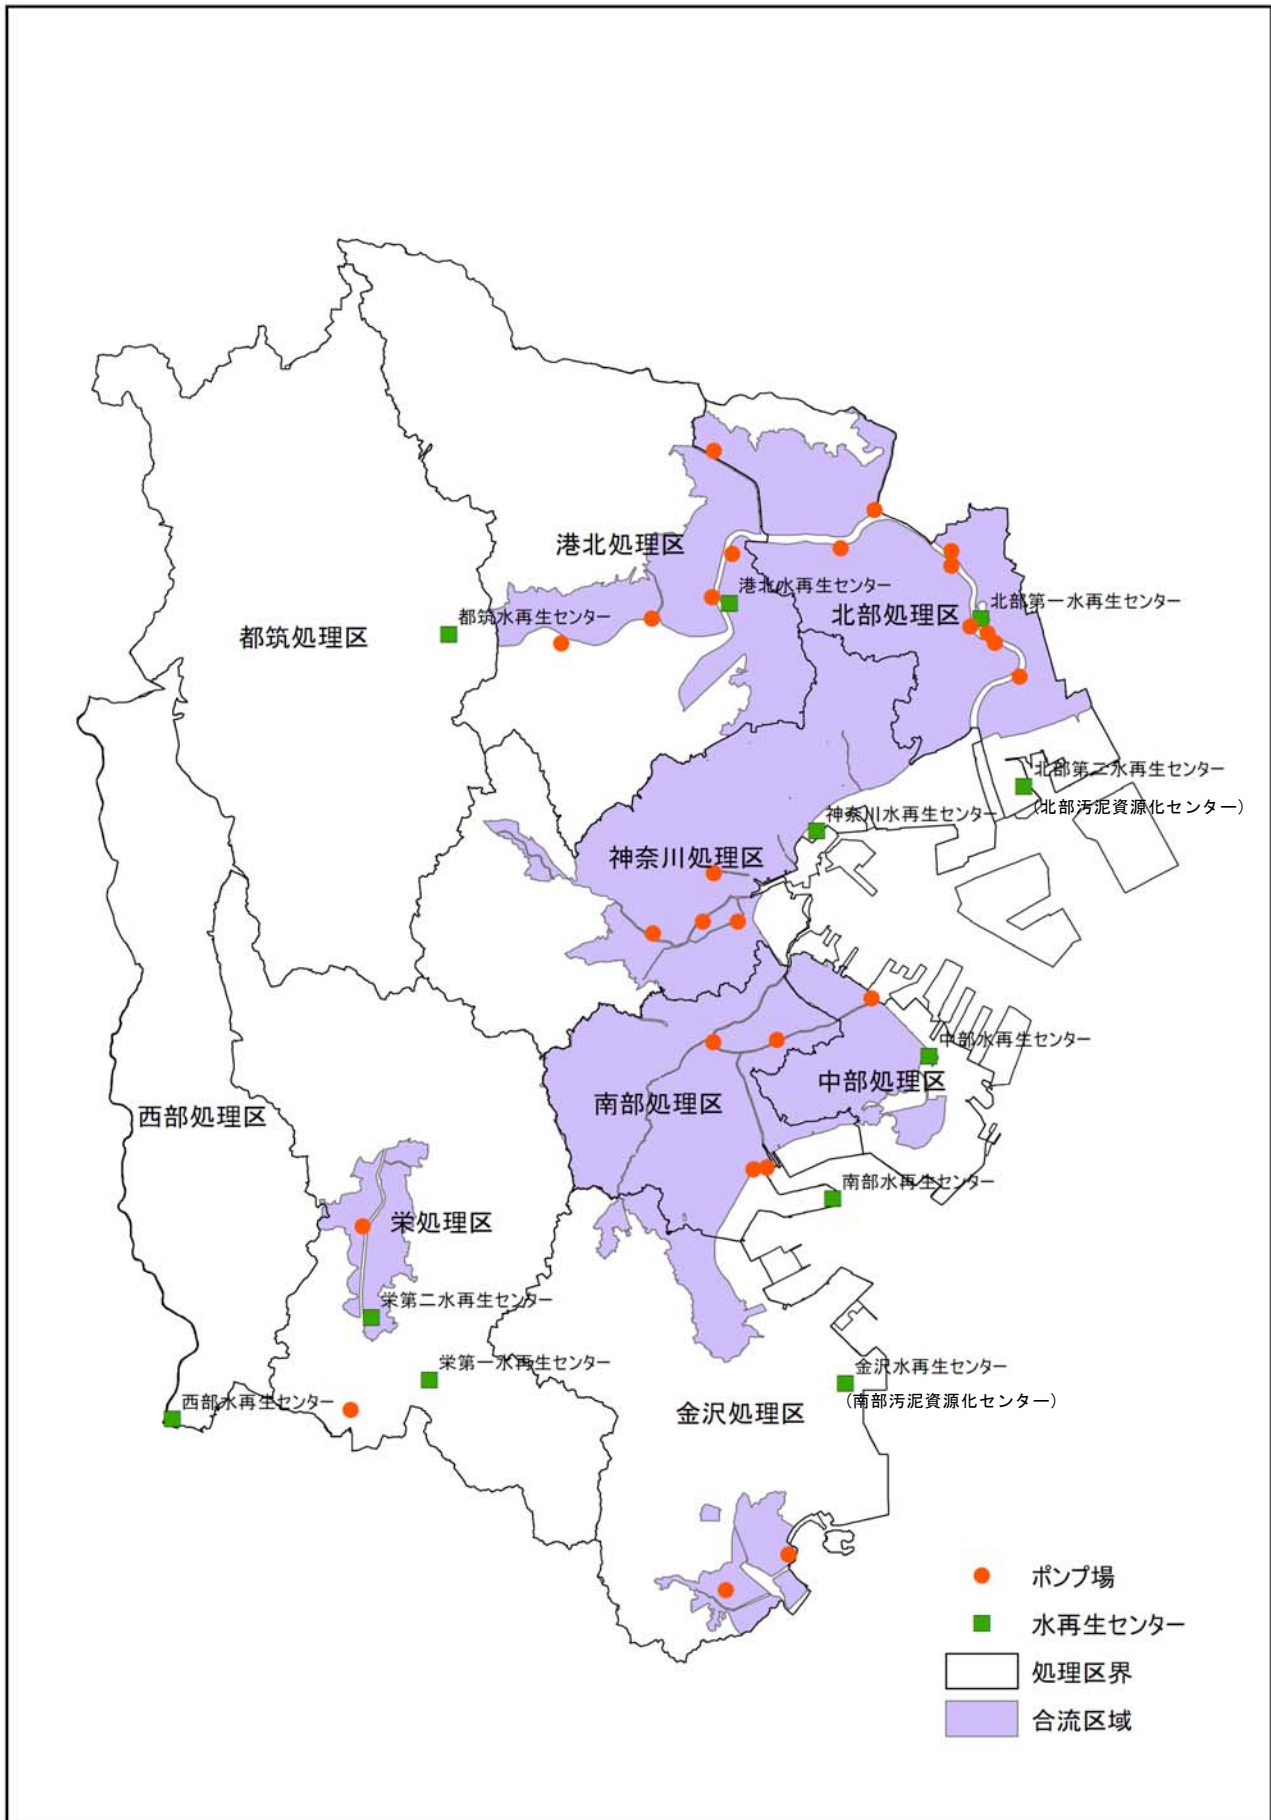 港北処理区
港北水再生センター
北部第一水再生センター
都筑水再生センター
北部処理区
都筑処理区
北部第二水再生センター
(北部汚泥資源化センター)
神奈川水再生センター
神奈川処理区
中部水再生センター
中部処理区
南部処理区
西部処理区
南部水再生センター
栄処理区
栄第二水再生センター
栄第一水再生センター
金沢水再生センター
(南部汚泥資源化センター)
西部水再生センター
金沢処理区
ポンプ場
水再生センター
処理区界
合流区域